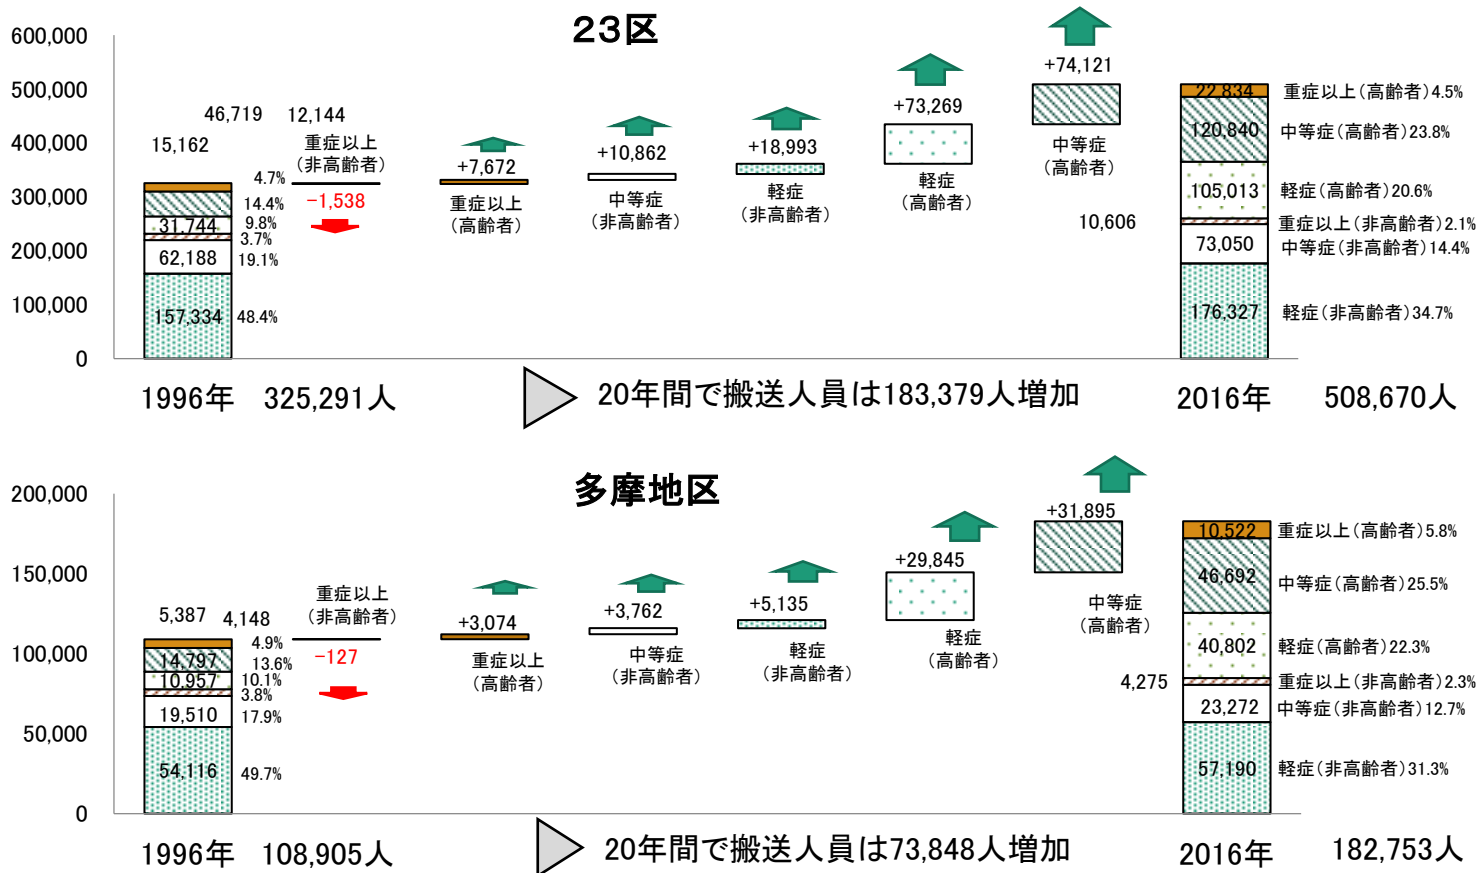 23区
600,000
500,000
400,000
300,000
200,000
100,000
0
46,719
12,144
15,162
重症以上
(非高齢者)
-1,538
4.7%
14.4%
9.8%
3.7%
19.1%
48.4%
31,744
62,188
157,334
+7,672
重症以上
(高齢者)
+10,862
中等症
(非高齢者)
+18,993
軽症
(非高齢者)
+73,269
軽症
(高齢者)
+74,121
中等症
(高齢者)
10,606
22,834
120,840
105,013
73,050
176,327
重症以上(高齢者)4.5%
中等症(高齢者)23.8%
軽症(高齢者)20.6%
重症以上(非高齢者)2.1%
中等症(非高齢者)14.4%
軽症(非高齢者)34.7%
1996年 325,291人
20年間で搬送人員は183,379人増加
2016年 508,670人
多摩地区
200,000
150,000
100,000
50,000
0
5,387
4,148
重症以上
(非高齢者)
-127
4.9%
13.6%
10.1%
3.8%
17.9%
49.7%
14,797
10,957
19,510
54,116
+3,074
重症以上
(高齢者)
+3,762
中等症
(非高齢者)
+5,135
軽症
(非高齢者)
+29,845
軽症
(高齢者)
+31,895
中等症
(高齢者)
4,275
10,522
46,692
40,802
23,272
57,190
重症以上(高齢者)5.8%
中等症(高齢者)25.5%
軽症(高齢者)22.3%
重症以上(非高齢者)2.3%
中等症(非高齢者)12.7%
軽症(非高齢者)31.3%
1996年 108,905人
20年間で搬送人員は73,848人増加
2016年 182,753人